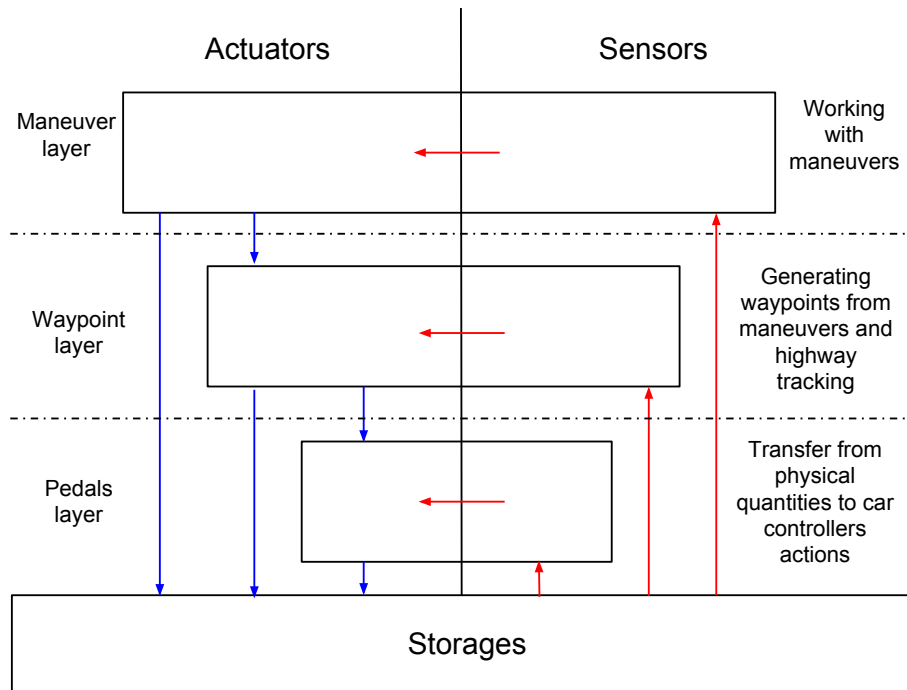 Actuators
Sensors
Maneuver
layer
Working
with
maneuvers
Waypoint
layer
Generating
waypoints from
maneuvers and
highway
tracking
Pedals
layer
Transfer from
physical
quantities to car
controllers
actions
Storages